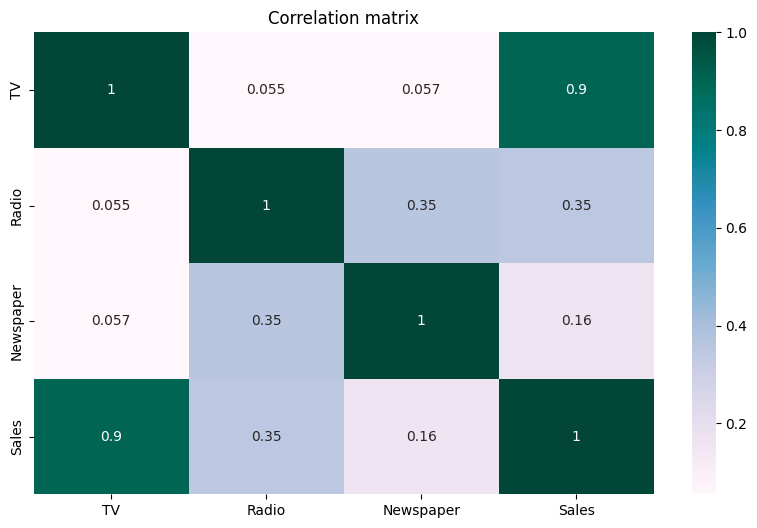 Correlation matrix
TV 1 0.055 0.057 0.9
Radio 0.055 1 0.35 0.35
Newspaper 0.057 0.35 1 0.16
Sales 0.9 0.35 0.16 1
TV Radio Newspaper Sales
1.0
0.8
0.6
0.4
0.2